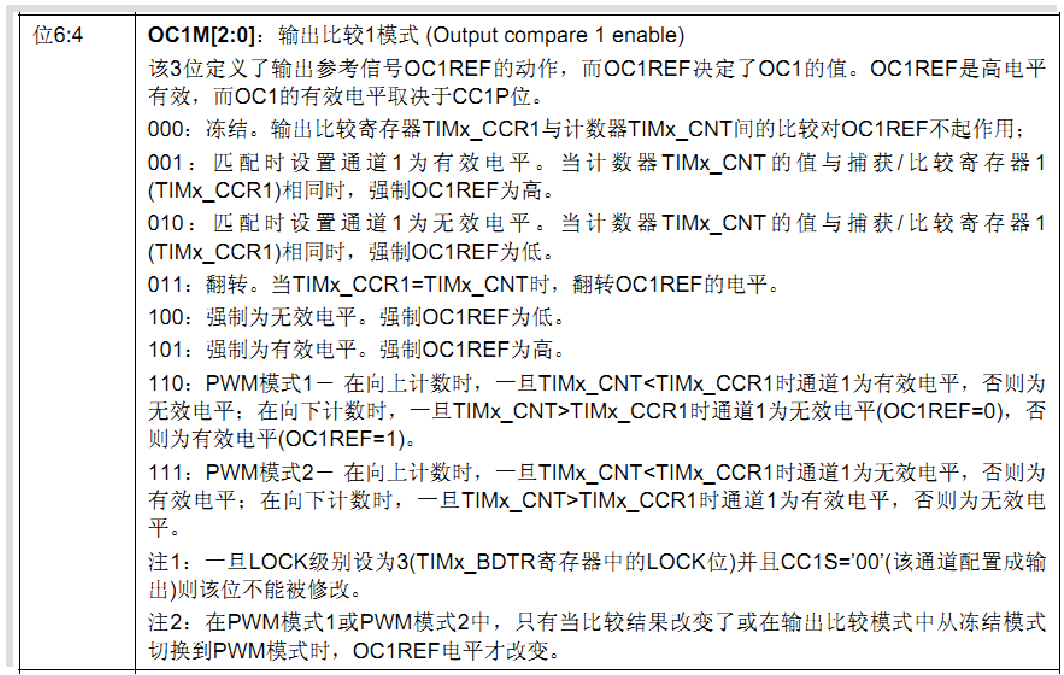 位6:4
OC1M[2:0]：输出比较1模式 (Output compare 1 enable)
该3位定义了输出参考信号OC1REF的动作，而OC1REF决定了OC1的值。OC1REF是高电平
有效，而OC1的有效电平取决于CC1P位。
000：冻结。输出比较寄存器TIMx_CCR1与计数器TIMx_CNT间的比较对OC1REF不起作用；
001：匹配时设置通道1为有效电平。当计数器TIMx_CNT的值与捕获/比较寄存器1
(TIMx_CCR1)相同时，强制OC1REF为高。
010：匹配时设置通道1为无效电平。当计数器TIMx_CNT的值与捕获/比较寄存器1
(TIMx_CCR1)相同时，强制OC1REF为低。
011：翻转。当TIMx_CCR1=TIMx_CNT时，翻转OC1REF的电平。
100：强制为无效电平。强制OC1REF为低。
101：强制为有效电平。强制OC1REF为高。
110：PWM模式1－ 在向上计数时，一旦TIMx_CNT<TIMx_CCR1时通道1为有效电平，否则为
无效电平；在向下计数时，一旦TIMx_CNT>TIMx_CCR1时通道1为无效电平(OC1REF=0)，否
则为有效电平(OC1REF=1)。
111：PWM模式2－ 在向上计数时，一旦TIMx_CNT<TIMx_CCR1时通道1为无效电平，否则为
有效电平；在向下计数时，一旦TIMx_CNT>TIMx_CCR1时通道1为有效电平，否则为无效电
平。
注1：一旦LOCK级别设为3(TIMx_BDTR寄存器中的LOCK位)并且CC1S='00'(该通道配置成输
出)则该位不能被修改。
注2：在PWM模式1或PWM模式2中，只有当比较结果改变了或在输出比较模式中从冻结模式
切换到PWM模式时，OC1REF电平才改变。